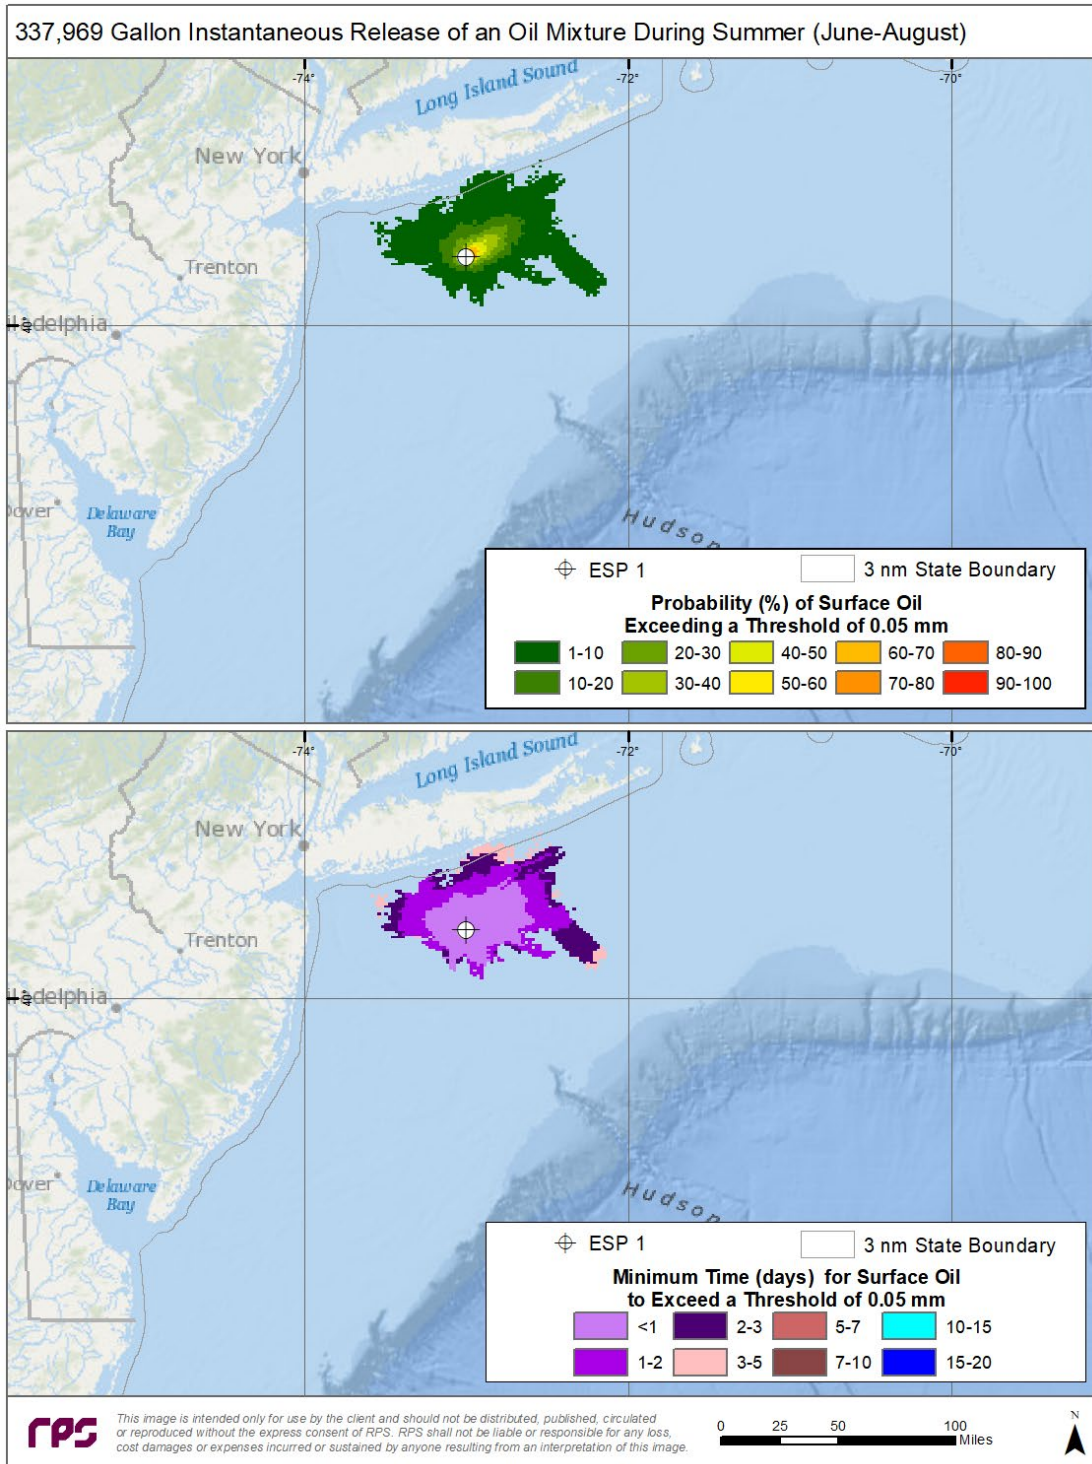 337,969 Gallon Instantaneous Release of an Oil Mixture During Summer (June-August)
-74°
-72°
-70°
Long Island Sound
New York
Trenton
iladelphia
40°
Dover
Delaware
Bay
Hudson
ESP 1
3 nm State Boundary
Probability (%) of Surface Oil
Exceeding a Threshold of 0.05 mm
1-10 20-30 40-50 60-70 80-90
10-20 30-40 50-60 70-80 90-100
-74°
-72°
-70°
Long Island Sound
New York
Trenton
iladelphia
40°
Dover
Delaware
Bay
Hudson
ESP 1
3 nm State Boundary
Minimum Time (days) for Surface Oil
to Exceed a Threshold of 0.05 mm
<1 2-3 5-7 10-15
1-2 3-5 7-10 15-20
rps
This image is intended only for use by the client and should not be distributed, published, circulated
or reproduced without the express consent of RPS. RPS shall not be liable or responsible for any loss,
cost damages or expenses incurred or sustained by anyone resulting from an interpretation of this image.
0 25 50 100
Miles
N